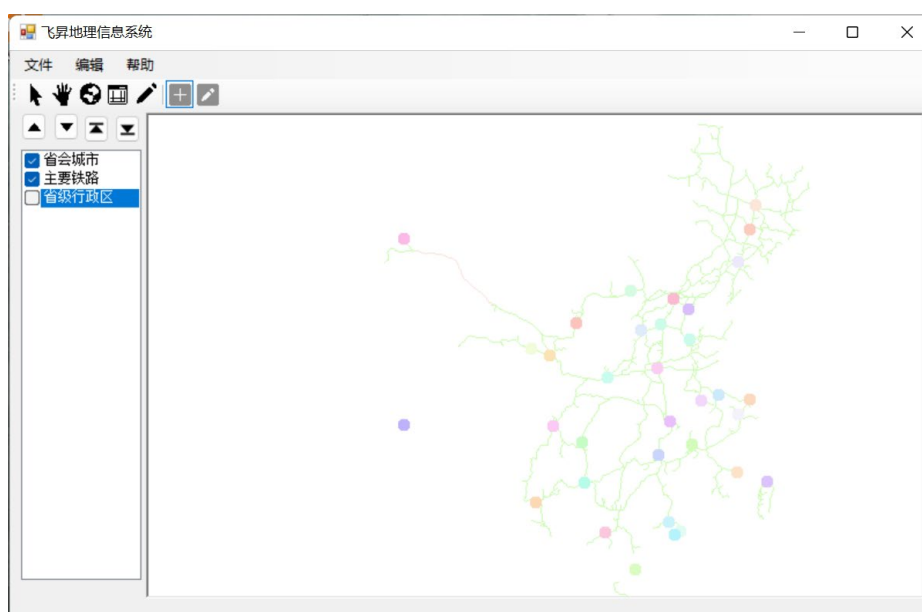 飞昇地理信息系统
文件 编辑 帮助
省会城市
主要铁路
省级行政区